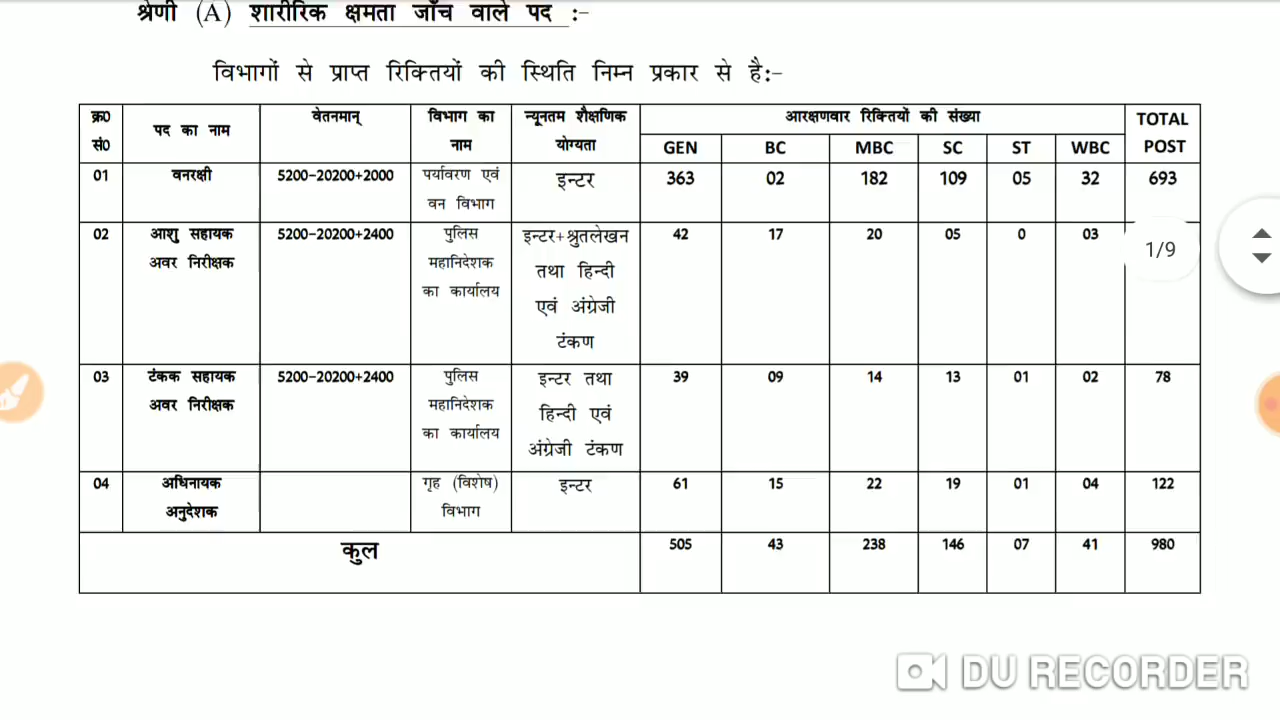 श्रेणी (A) शारीरिक क्षमता जाँच वाले पद :-
विभागों से प्राप्त रिक्तियों की स्थिति निम्न प्रकार से है:-
क्र0 सं0 पद का नाम वेतनमान् विभाग का नाम न्यूनतम शैक्षणिक योग्यता आरक्षणवार रिक्तियों की संख्या TOTAL POST
GEN BC MBC SC ST WBC
01 वनरक्षी 5200-20200+2000 पर्यावरण एवं वन विभाग इन्टर 363 02 182 109 05 32 693
02 आशु सहायक अवर निरीक्षक 5200-20200+2400 पुलिस महानिदेशक का कार्यालय इन्टर+श्रुतलेखन तथा हिन्दी एवं अंग्रेजी टंकण 42 17 20 05 0 03
1/9
03 टंकक सहायक अवर निरीक्षक 5200-20200+2400 पुलिस महानिदेशक का कार्यालय इन्टर तथा हिन्दी एवं अंग्रेजी टंकण 39 09 14 13 01 02 78
04 अधिनायक अनुदेशक गृह (विशेष) विभाग इन्टर 61 15 22 19 01 04 122
कुल 505 43 238 146 07 41 980
DU RECORDER